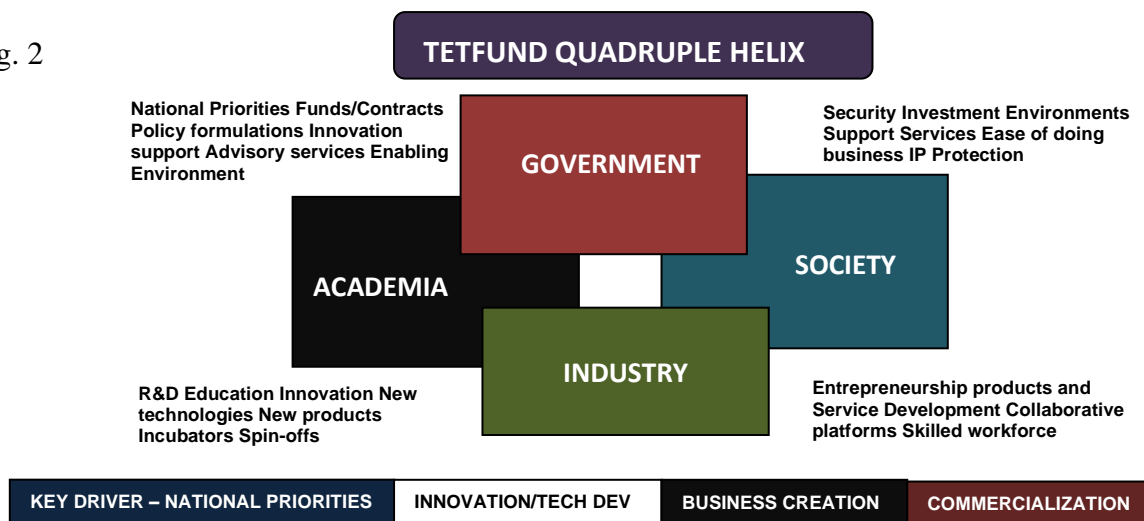 g. 2
TETFUND QUADRUPLE HELIX
National Priorities Funds/Contracts
Policy formulations Innovation
support Advisory services Enabling
Environment
Security Investment Environments
Support Services Ease of doing
business IP Protection
GOVERNMENT
SOCIETY
ACADEMIA
INDUSTRY
R&D Education Innovation New
technologies New products
Incubators Spin-offs
Entrepreneurship products and
Service Development Collaborative
platforms Skilled workforce
KEY DRIVER – NATIONAL PRIORITIES
INNOVATION/TECH DEV
BUSINESS CREATION
COMMERCIALIZATION